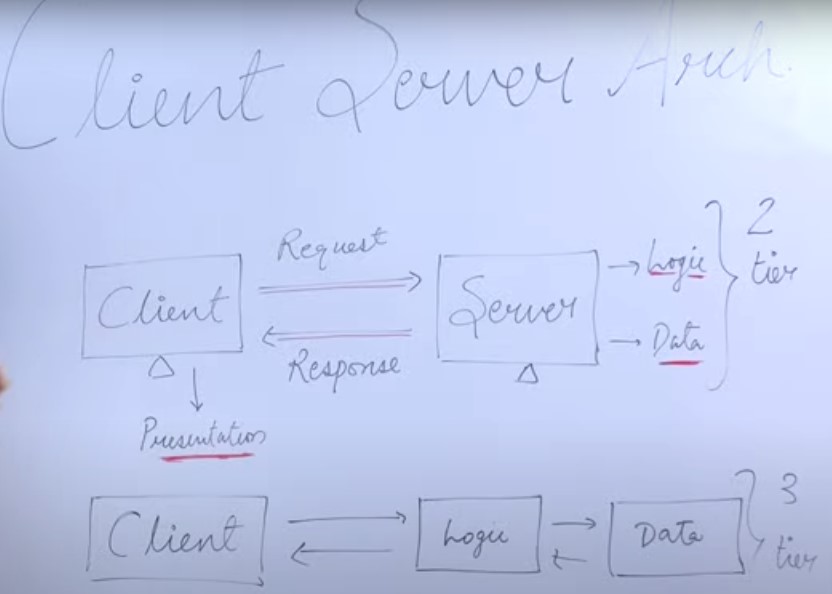 Client Server Arch.
Request
Client
Server
→ Logic
→ Data
2
tier
Response
Presentation
Client
Logic
Data
3
tier